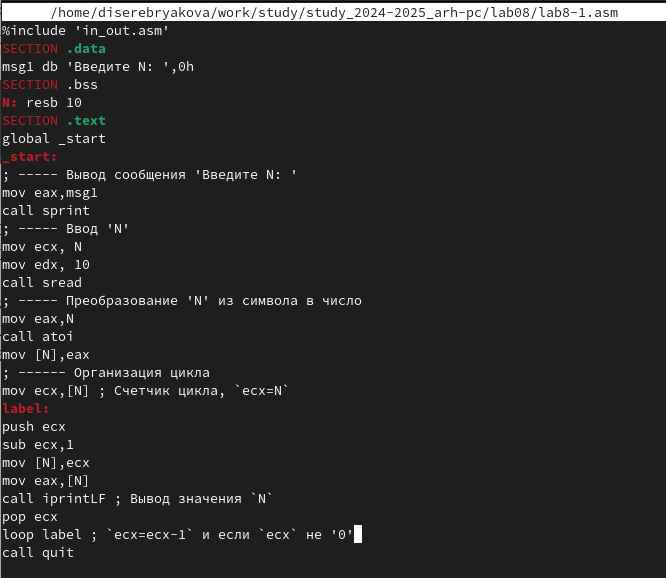 /home/diserebryakova/work/study/study_2024-2025_arh-pc/lab08/lab8-1.asm
%include 'in_out.asm'
SECTION .data
msg1 db 'Введите N: ',0h
SECTION .bss
N: resb 10
SECTION .text
global _start
_start:
; ----- Вывод сообщения 'Введите N: '
mov eax,msg1
call sprint
; ----- Ввод 'N'
mov ecx, N
mov edx, 10
call sread
; ----- Преобразование 'N' из символа в число
mov eax,N
call atoi
mov [N],eax
; ------ Организация цикла
mov ecx,[N] ; Счетчик цикла, `ecx=N`
label:
push ecx
sub ecx,1
mov [N],ecx
mov eax,[N]
call iprintLF ; Вывод значения `N`
pop ecx
loop label ; `ecx=ecx-1` и если `ecx` не '0'
call quit